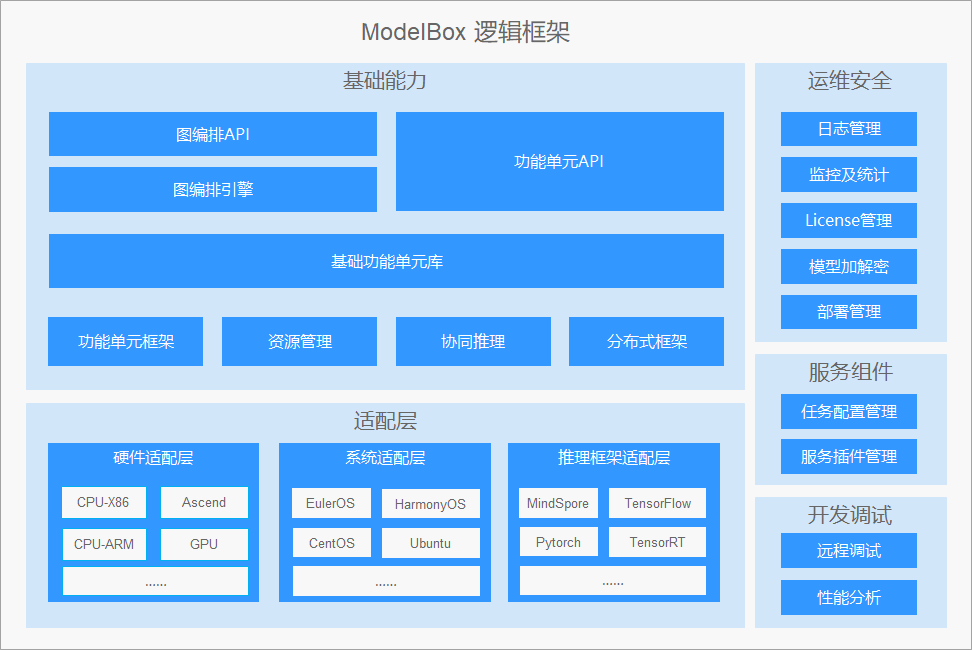 ModelBox 逻辑框架
基础能力
图编排API
功能单元API
图编排引擎
基础功能单元库
功能单元框架
资源管理
协同推理
分布式框架
适配层
硬件适配层
CPU-X86
Ascend
CPU-ARM
GPU
......
系统适配层
EulerOS
HarmonyOS
CentOS
Ubuntu
......
推理框架适配层
MindSpore
TensorFlow
Pytorch
TensorRT
......
运维安全
日志管理
监控及统计
License管理
模型加解密
部署管理
服务组件
任务配置管理
服务插件管理
开发调试
远程调试
性能分析